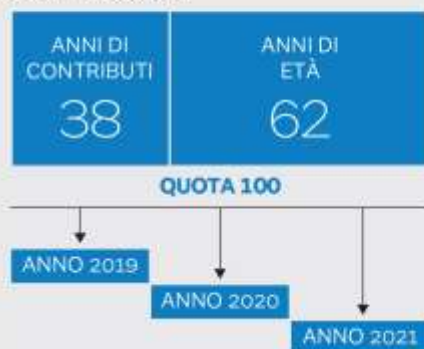 ANNI DI
CONTRIBUTI
38
ANNI DI
ETÀ
62
QUOTA 100
ANNO 2019
ANNO 2020
ANNO 2021